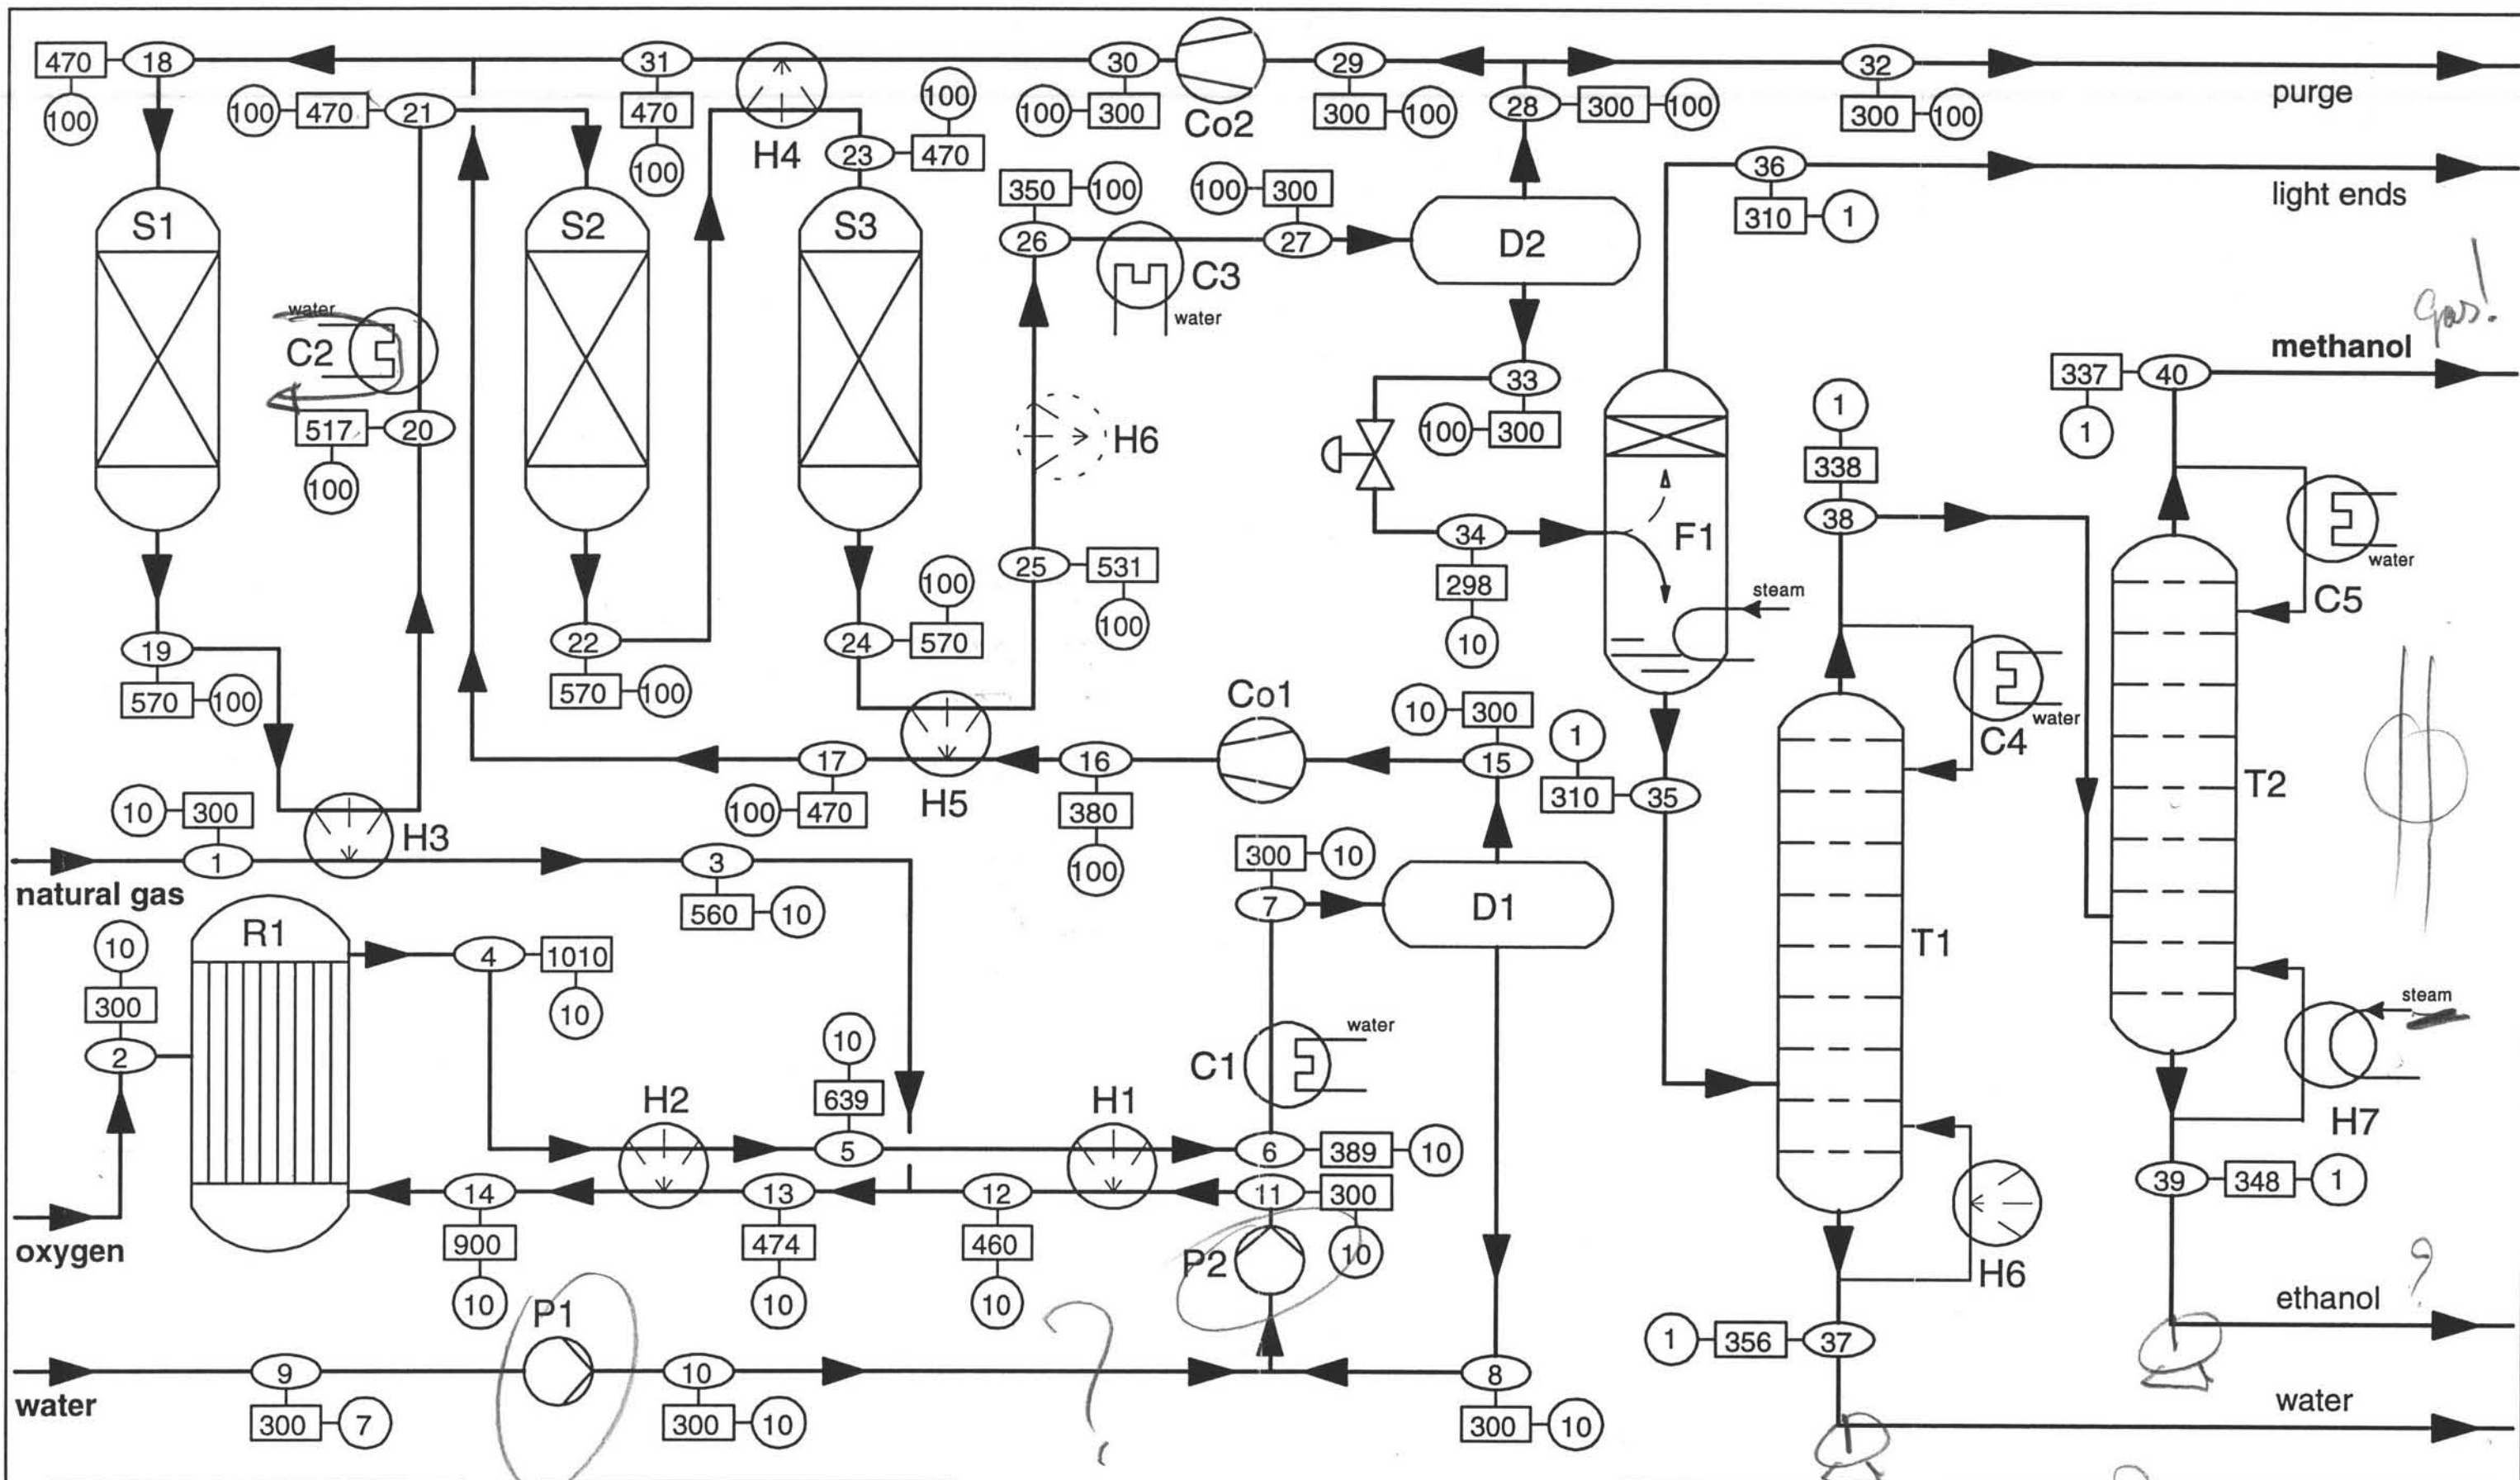 470 18 31 30 29 32
100 100 470 21 470 100 300 Co2 300 100 28 300 100 300 100 purge
100 H4 23 470 100
36
350 100 100 300 310 1 light ends
S1 S2 S3
26 27 D2
C3
water
water
C2
gas!
methanol
337 40
1
517 20
100
H6
33
100 300
1
338
38
34
298
10
F1
steam
25 531
100
100
19 22 24 570
570 100 570 100
C5
water
C4
water
Co1
10 300
15
1
310 35
17 H5 16
100 470 380
100
T2
10 300
1 H3 3
natural gas
560 10
300 10
7 D1
T1
10
300
2
R1
4 1010
10
steam
H7
10
639
5
H2 H1
C1
water
6 389 10
14 13 12 11 300
900 474 460 10
10 10 10
P2
39 348 1
H6
oxygen
P1
?
?
ethanol
1 356 37
9 10 8
water
300 7 300 10 300 10
water